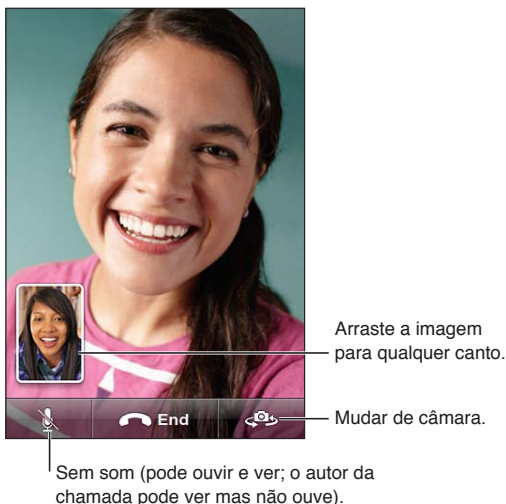 Arraste a imagem
para qualquer canto.
End
Mudar de câmara.
Sem som (pode ouvir e ver; o autor da
chamada pode ver mas não ouve).